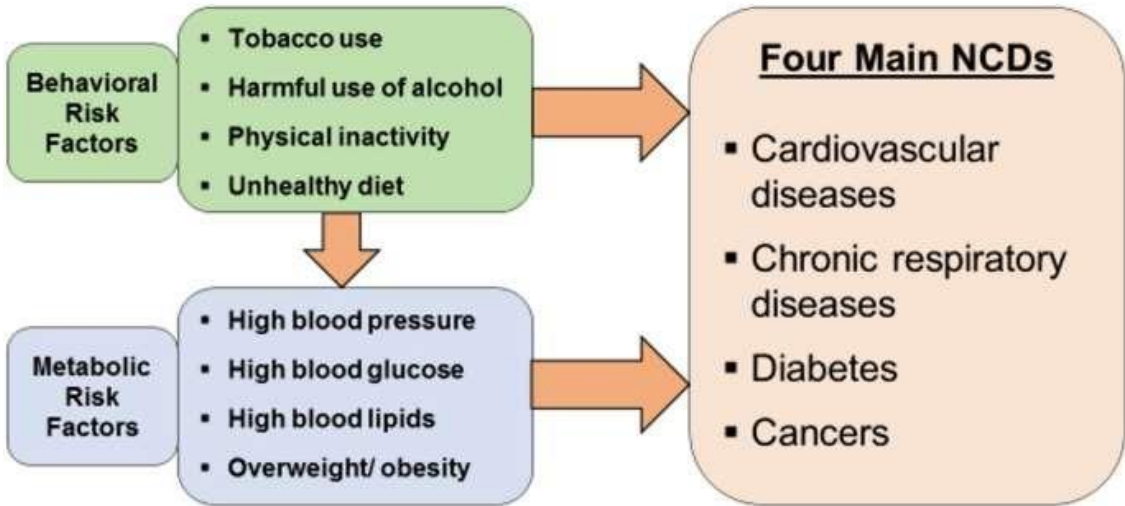 Behavioral
Risk
Factors
▪ Tobacco use
▪ Harmful use of alcohol
▪ Physical inactivity
▪ Unhealthy diet
Metabolic
Risk
Factors
▪ High blood pressure
▪ High blood glucose
▪ High blood lipids
▪ Overweight/ obesity
Four Main NCDs
▪ Cardiovascular
diseases
▪ Chronic respiratory
diseases
▪ Diabetes
▪ Cancers